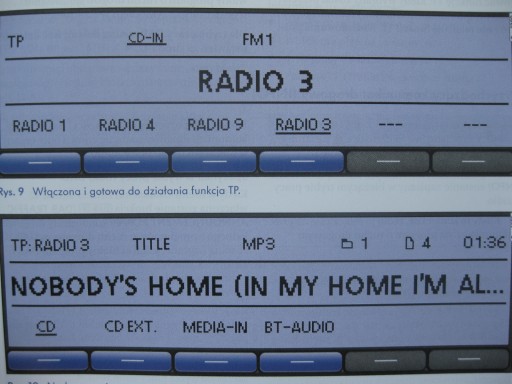 TP CD-IN FM1
RADIO 3
RADIO 1 RADIO 4 RADIO 9 RADIO 3 --- ---
Rys. 9 Włączona i gotowa do działania funkcja TP.
TP: RADIO 3 TITLE MP3 1 4 01:36
NOBODY'S HOME (IN MY HOME I'M AL...
CD CD EXT. MEDIA-IN BT-AUDIO